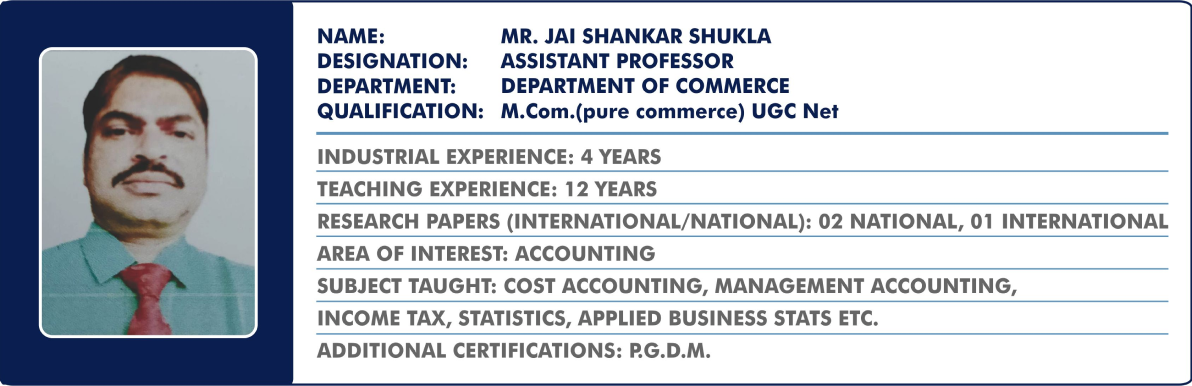 NAME: MR. JAI SHANKAR SHUKLA
DESIGNATION: ASSISTANT PROFESSOR
DEPARTMENT: DEPARTMENT OF COMMERCE
QUALIFICATION: M.Com.(pure commerce) UGC Net
INDUSTRIAL EXPERIENCE: 4 YEARS
TEACHING EXPERIENCE: 12 YEARS
RESEARCH PAPERS (INTERNATIONAL/NATIONAL): 02 NATIONAL, 01 INTERNATIONAL
AREA OF INTEREST: ACCOUNTING
SUBJECT TAUGHT: COST ACCOUNTING, MANAGEMENT ACCOUNTING,
INCOME TAX, STATISTICS, APPLIED BUSINESS STATS ETC.
ADDITIONAL CERTIFICATIONS: P.G.D.M.